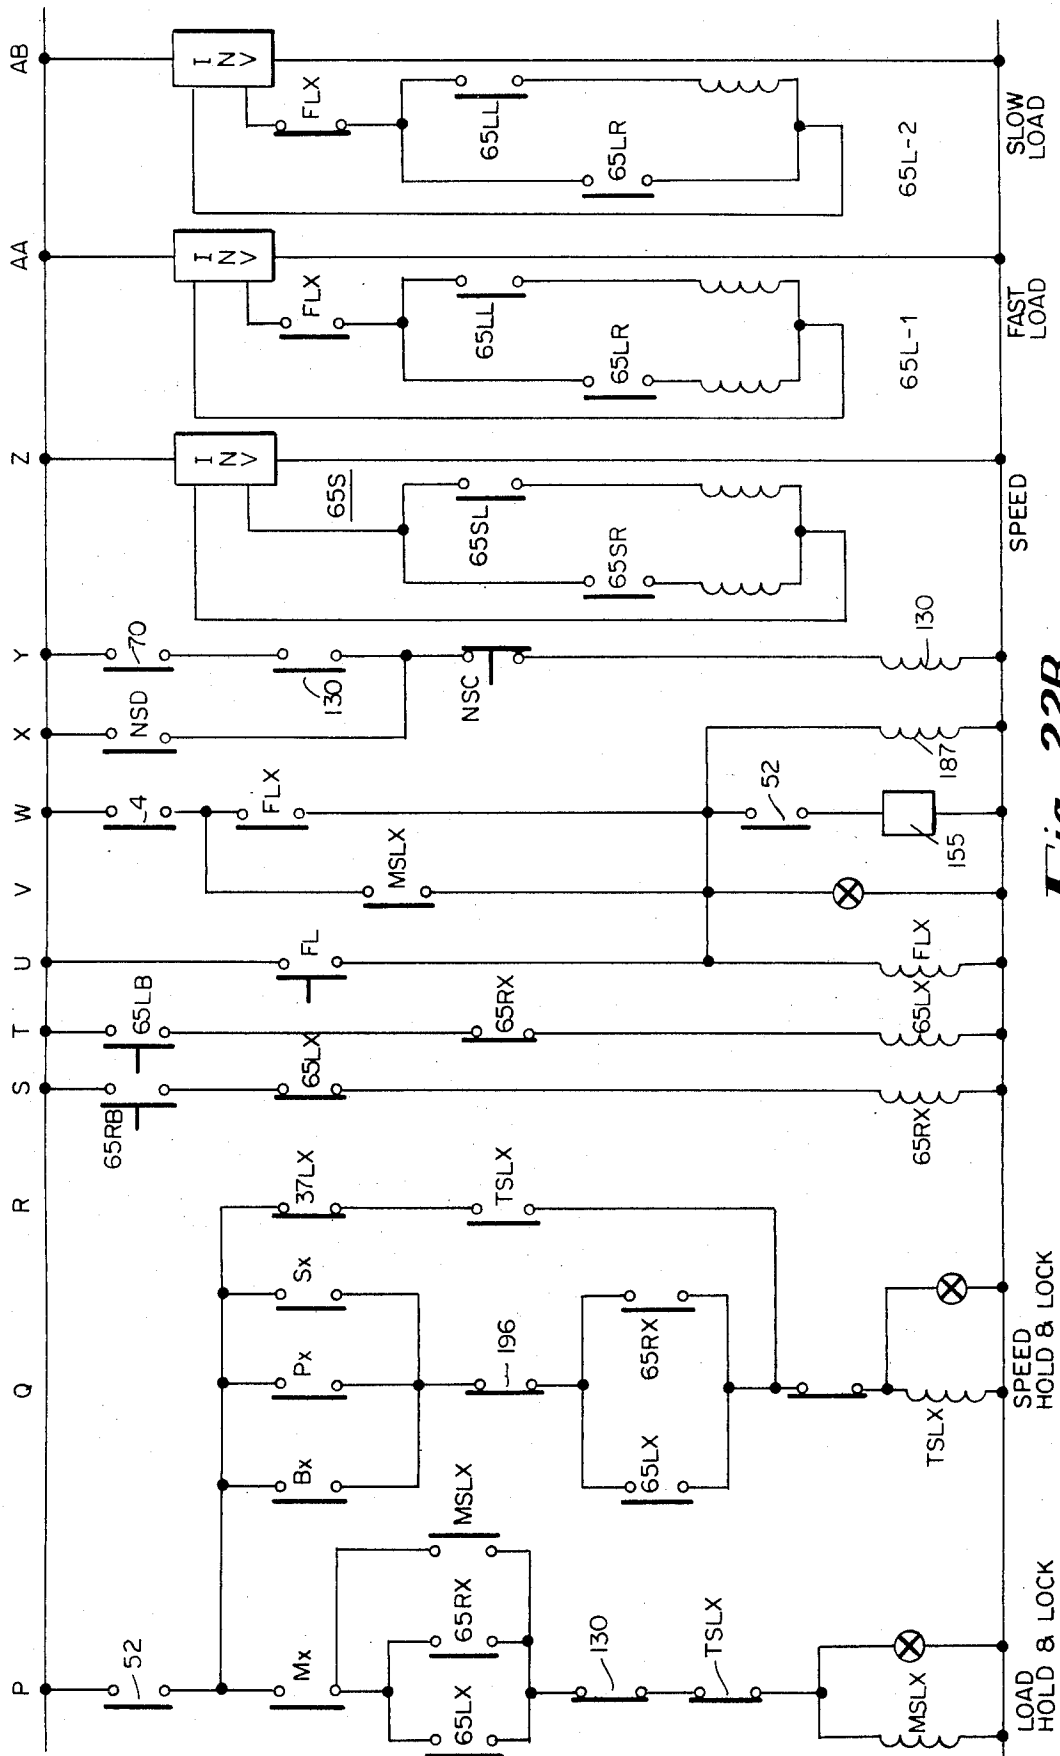 P
Q
R
S
T
U
V
W
X
Y
Z
AA
AB
52
Mx
65LX
65RX
MSLX
130
TSLX
MSLX
LOAD
HOLD & LOCK
Bx
Px
Sx
37LX
TSLX
196
65LX
65RX
TSLX
SPEED
HOLD & LOCK
65RB
65LX
65RX
65LB
65RX
65LX
FL
FLX
MSLX
4
FLX
52
155
187
NSD
70
130
NSC
130
INV
65S
65SL
65SR
SPEED
INV
FLX
65LL
65LR
65L-1
FAST
LOAD
INV
FLX
65LL
65LR
65L-2
SLOW
LOAD